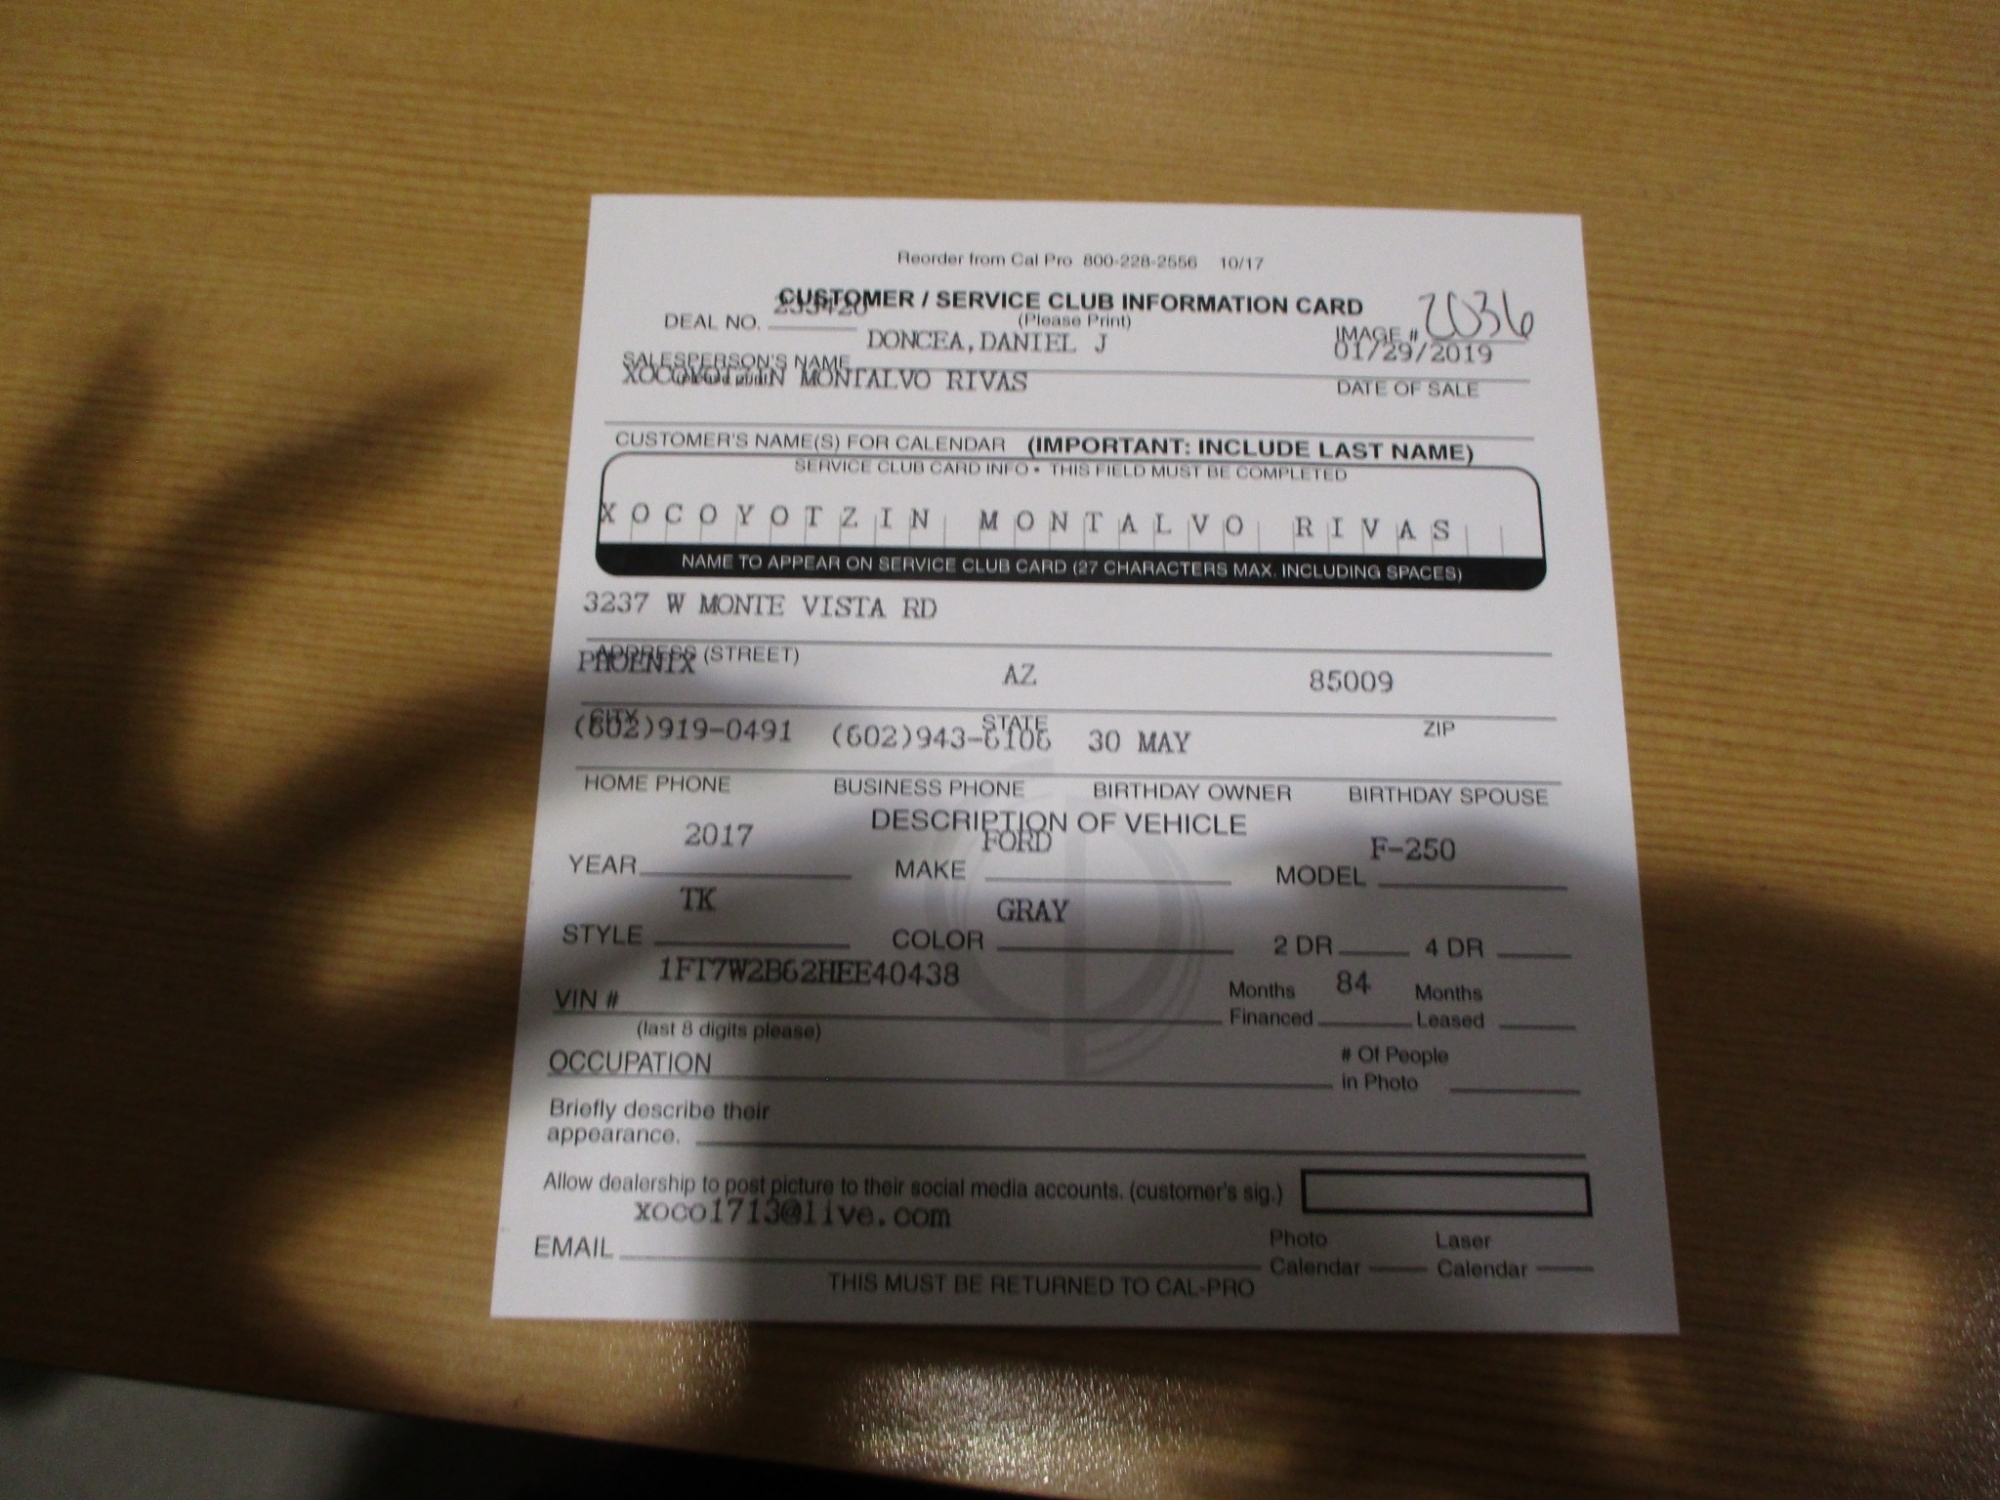 Reorder from Cal Pro 800-228-2556 10/17
CUSTOMER / SERVICE CLUB INFORMATION CARD
(Please Print)
DEAL NO. 233420
IMAGE # 2036
DONCEA, DANIEL J
01/29/2019
SALESPERSON'S NAME
DATE OF SALE
XOCOYOTZIN MONTALVO RIVAS
CUSTOMER'S NAME(S) FOR CALENDAR (IMPORTANT: INCLUDE LAST NAME)
SERVICE CLUB CARD INFO • THIS FIELD MUST BE COMPLETED
XOCOYOTZIN MONTALVO RIVAS
NAME TO APPEAR ON SERVICE CLUB CARD (27 CHARACTERS MAX. INCLUDING SPACES)
3237 W MONTE VISTA RD
ADDRESS (STREET)
PHOENIX AZ 85009
CITY STATE ZIP
(602)919-0491 (602)943-6106 30 MAY
HOME PHONE BUSINESS PHONE BIRTHDAY OWNER BIRTHDAY SPOUSE
DESCRIPTION OF VEHICLE
YEAR 2017 MAKE FORD MODEL F-250
STYLE TK COLOR GRAY 2 DR 4 DR
VIN # 1FT7W2B62HEE40438
(last 8 digits please)
Months Financed 84 Months Leased
OCCUPATION
# Of People in Photo
Briefly describe their
appearance.
Allow dealership to post picture to their social media accounts. (customer's sig.)
EMAIL xoco1713@live.com
Photo Calendar Laser Calendar
THIS MUST BE RETURNED TO CAL-PRO